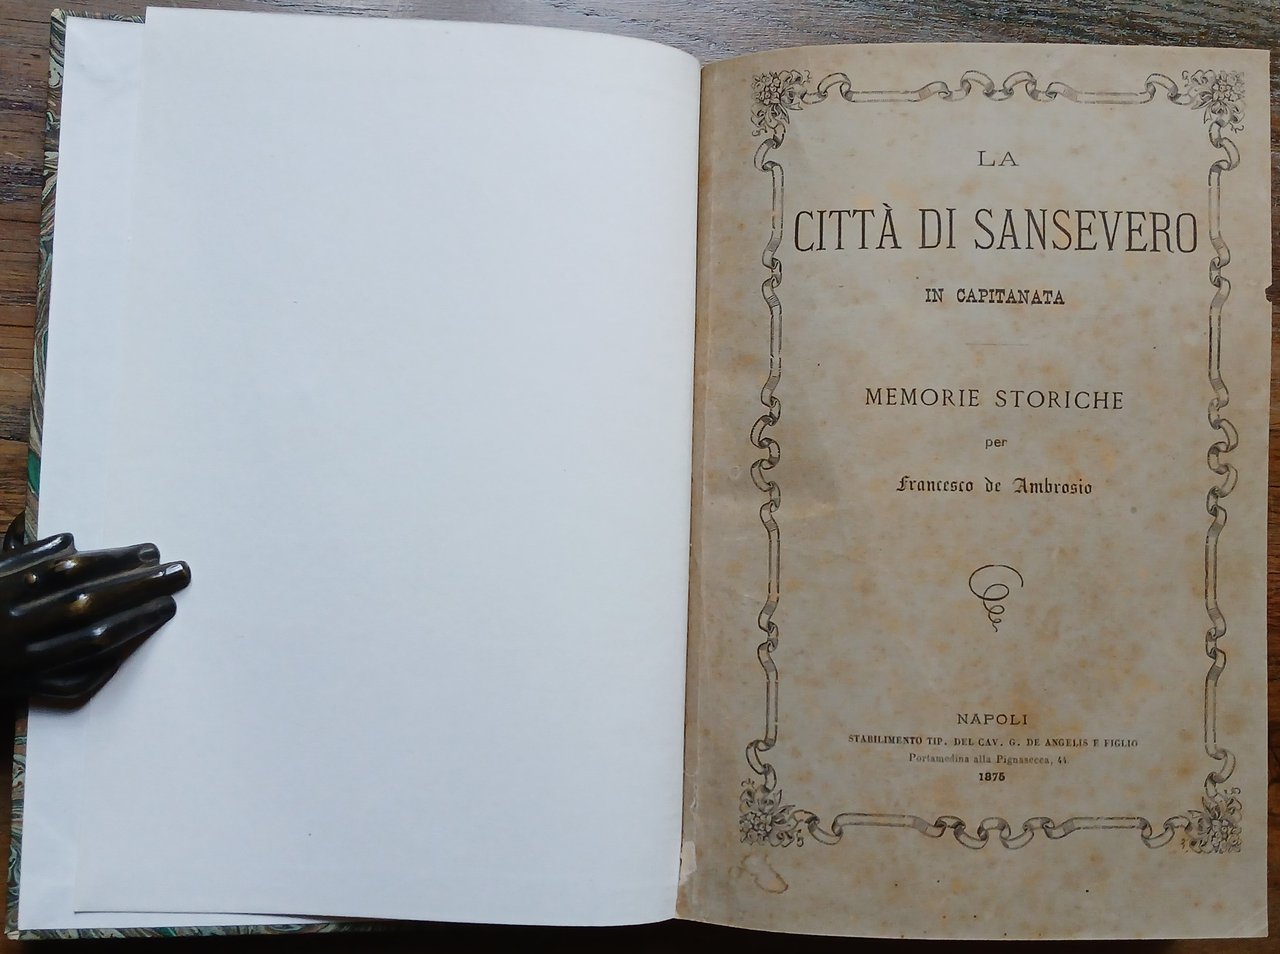 LA
CITTÀ DI SANSEVERO
IN CAPITANATA
MEMORIE STORICHE
per
Francesco de Ambrosio
NAPOLI
STABILIMENTO TIP. DEL CAV. G. DE ANGELIS E FIGLIO
Portamedina alla Pignasecca, 44
1875